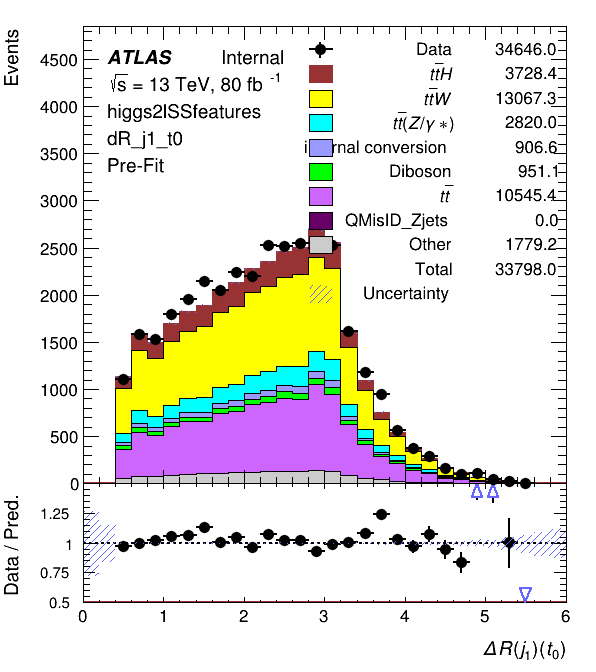 Events
4500
4000
3500
3000
2500
2000
1500
1000
500
0
ATLAS Internal
√s = 13 TeV, 80 fb -1
higgs2lSSfeatures
dR_j1_t0
Pre-Fit
Data 34646.0
tt̄H 3728.4
tt̄W 13067.3
tt̄(Z/γ*) 2820.0
conversion 906.6
Diboson 951.1
tt̄ 10545.4
QMisID_Zjets 0.0
Other 1779.2
Total 33798.0
Uncertainty
Data / Pred.
1.25
1
0.75
0.5
0 1 2 3 4 5 6
ΔR(j₁)(t₀)